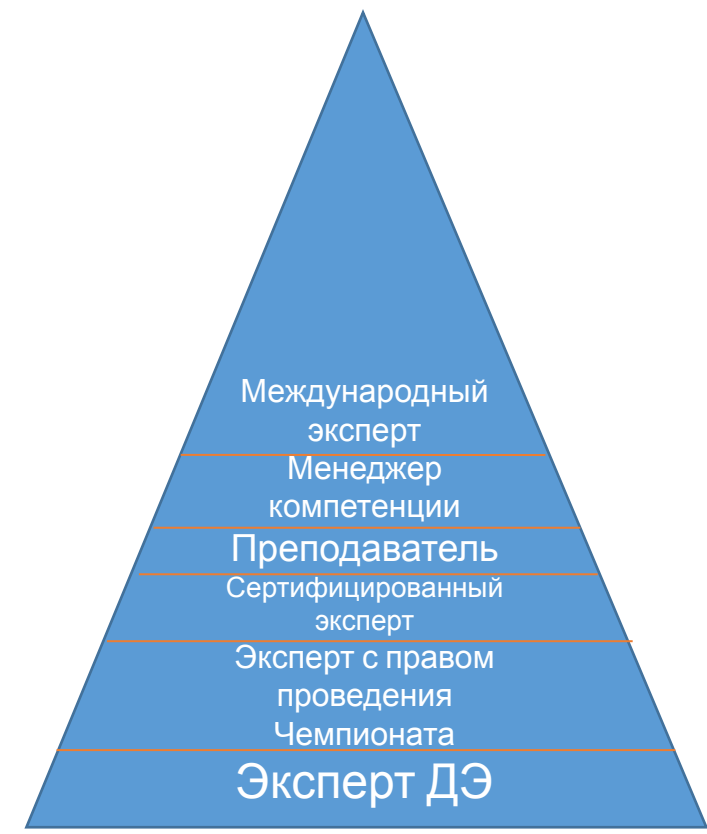 Международный
эксперт
Менеджер
компетенции
Преподаватель
Сертифицированный
эксперт
Эксперт с правом
проведения
Чемпионата
Эксперт ДЭ